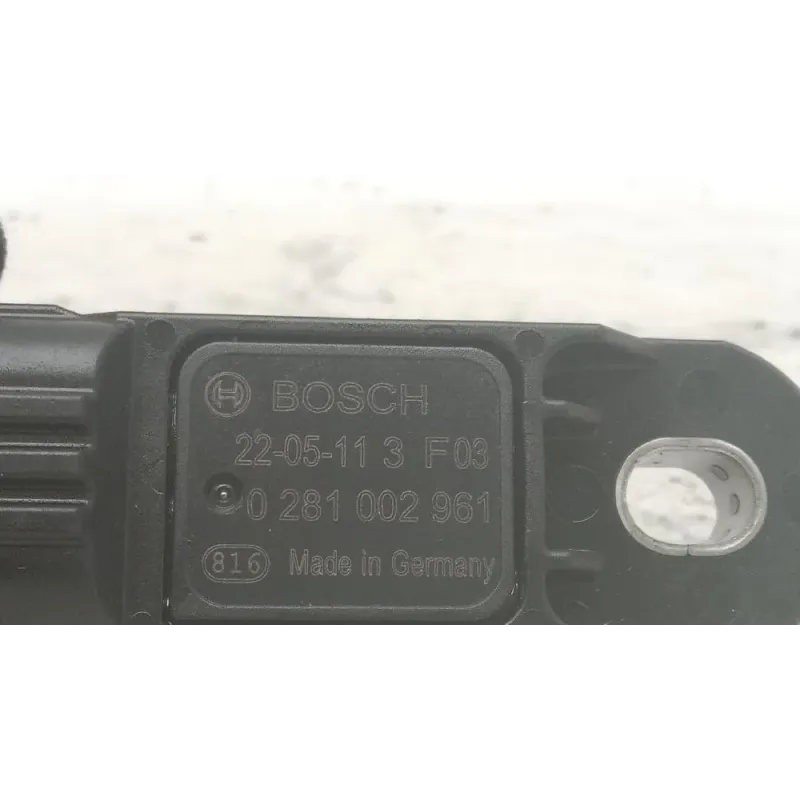 BOSCH
22-05-11 3 F03
0 281 002 961
816 Made in Germany